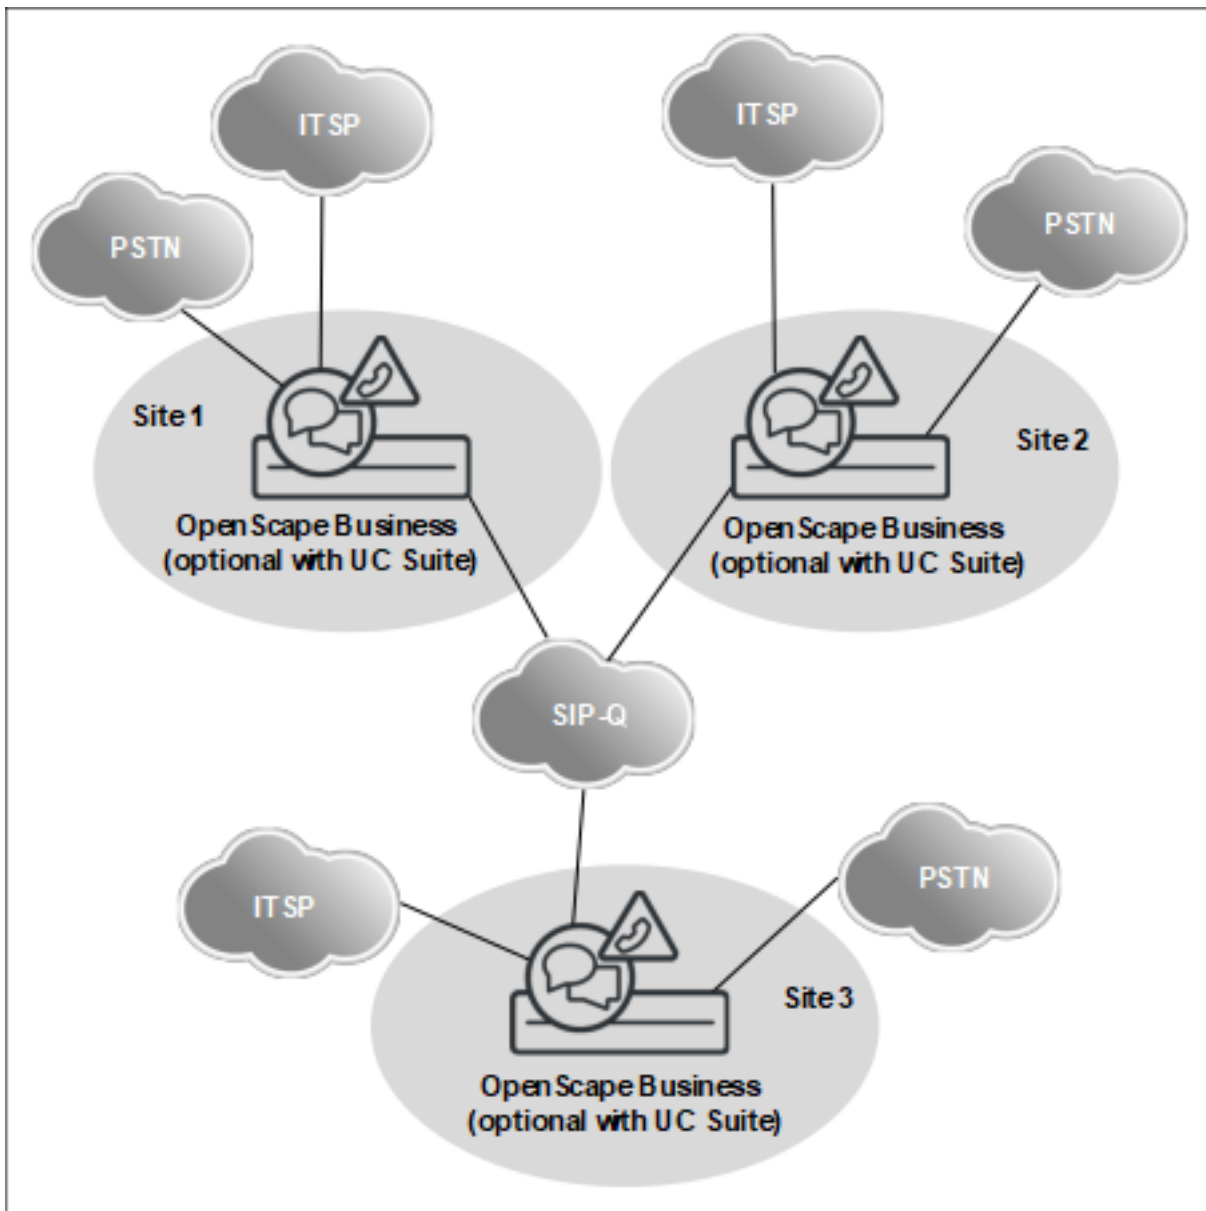 ITSP
ITSP
PSTN
PSTN
Site 1
Site 2
OpenScape Business
(optional with UC Suite)
OpenScape Business
(optional with UC Suite)
SIP-Q
ITSP
PSTN
Site 3
OpenScape Business
(optional with UC Suite)